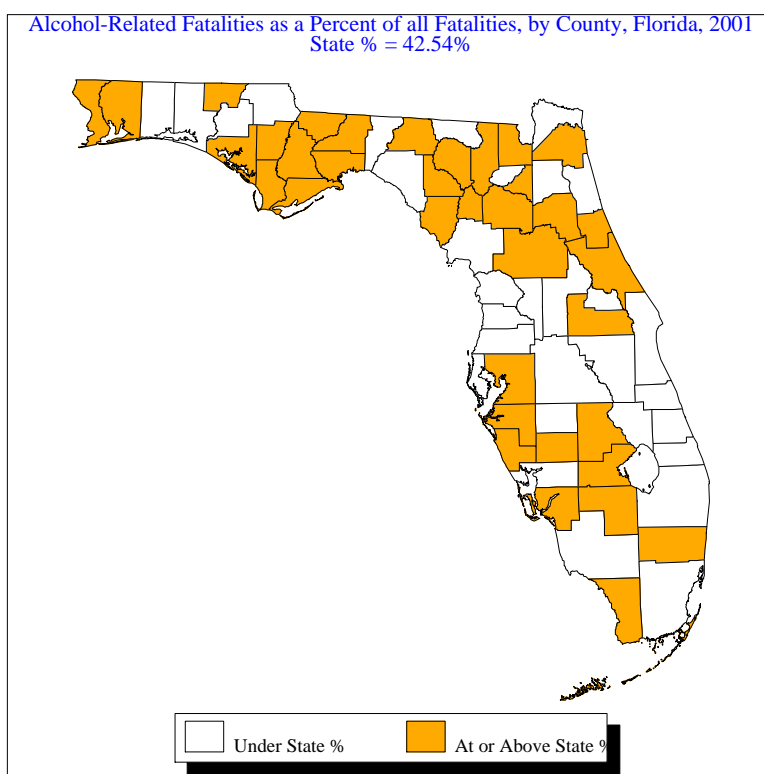 Alcohol-Related Fatalities as a Percent of all Fatalities, by County, Florida, 2001
State % = 42.54%
Under State %
At or Above State %